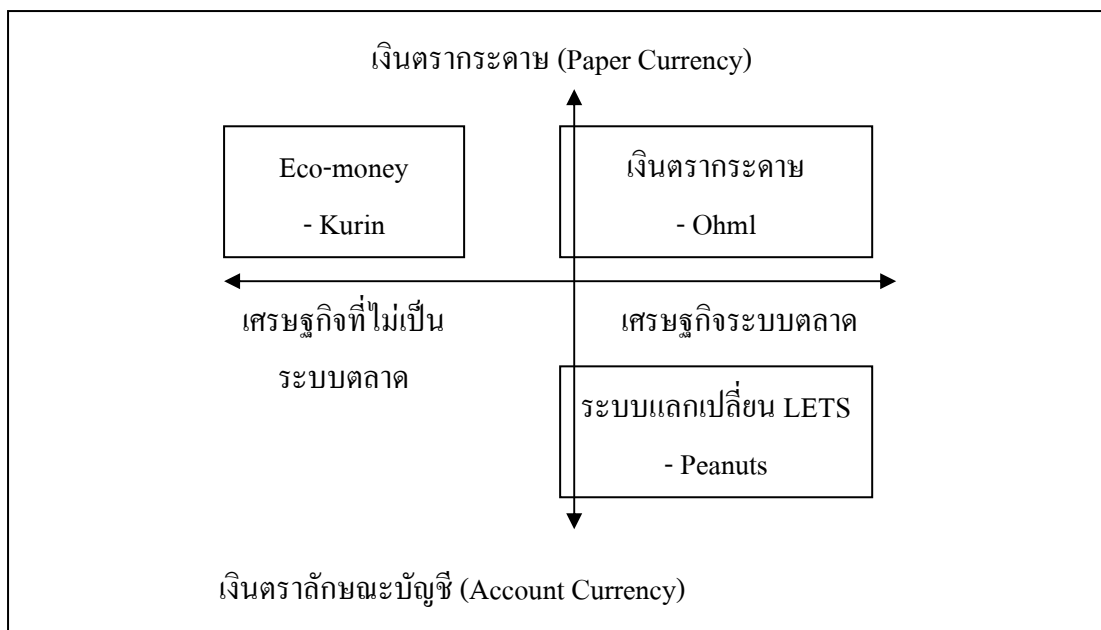 เงินตรากระดาษ (Paper Currency)
Eco-money
- Kurin
เงินตรากระดาษ
- Ohml
เศรษฐกิจที่ไม่เป็น
ระบบตลาด
เศรษฐกิจระบบตลาด
ระบบแลกเปลี่ยน LETS
- Peanuts
เงินตราลักษณะบัญชี (Account Currency)